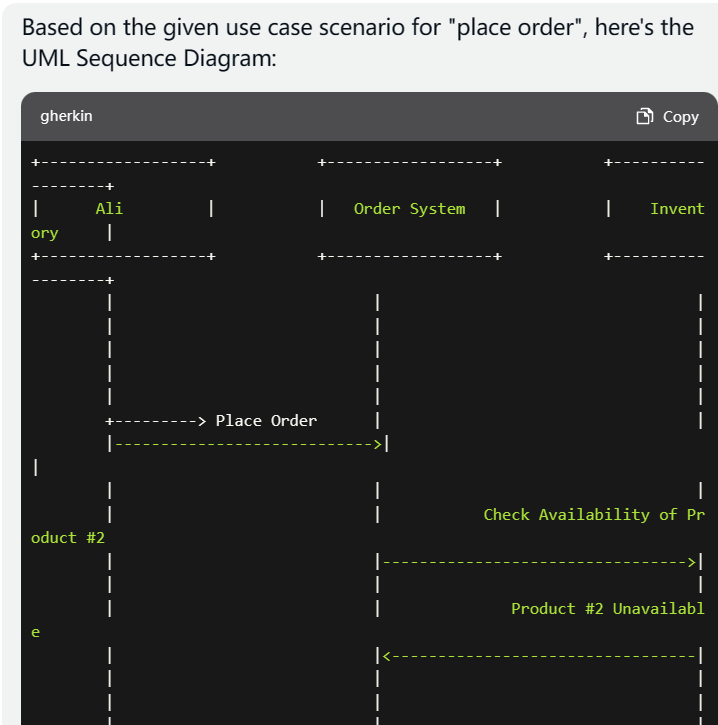 Based on the given use case scenario for "place order", here's the
UML Sequence Diagram:
gherkin
Copy
+------------------+ +------------------+ +----------
--------+
| Ali | | Order System | | Invent
ory |
+------------------+ +------------------+ +----------
--------+
| | |
| | |
| | |
| | |
| | |
+---------> Place Order | |
|---------------------------->|
|
| | |
| | Check Availability of Pr
oduct #2
| |--------------------------------->|
| | |
| | Product #2 Unavailabl
e
| |<---------------------------------|
| | |
| | |
| | |